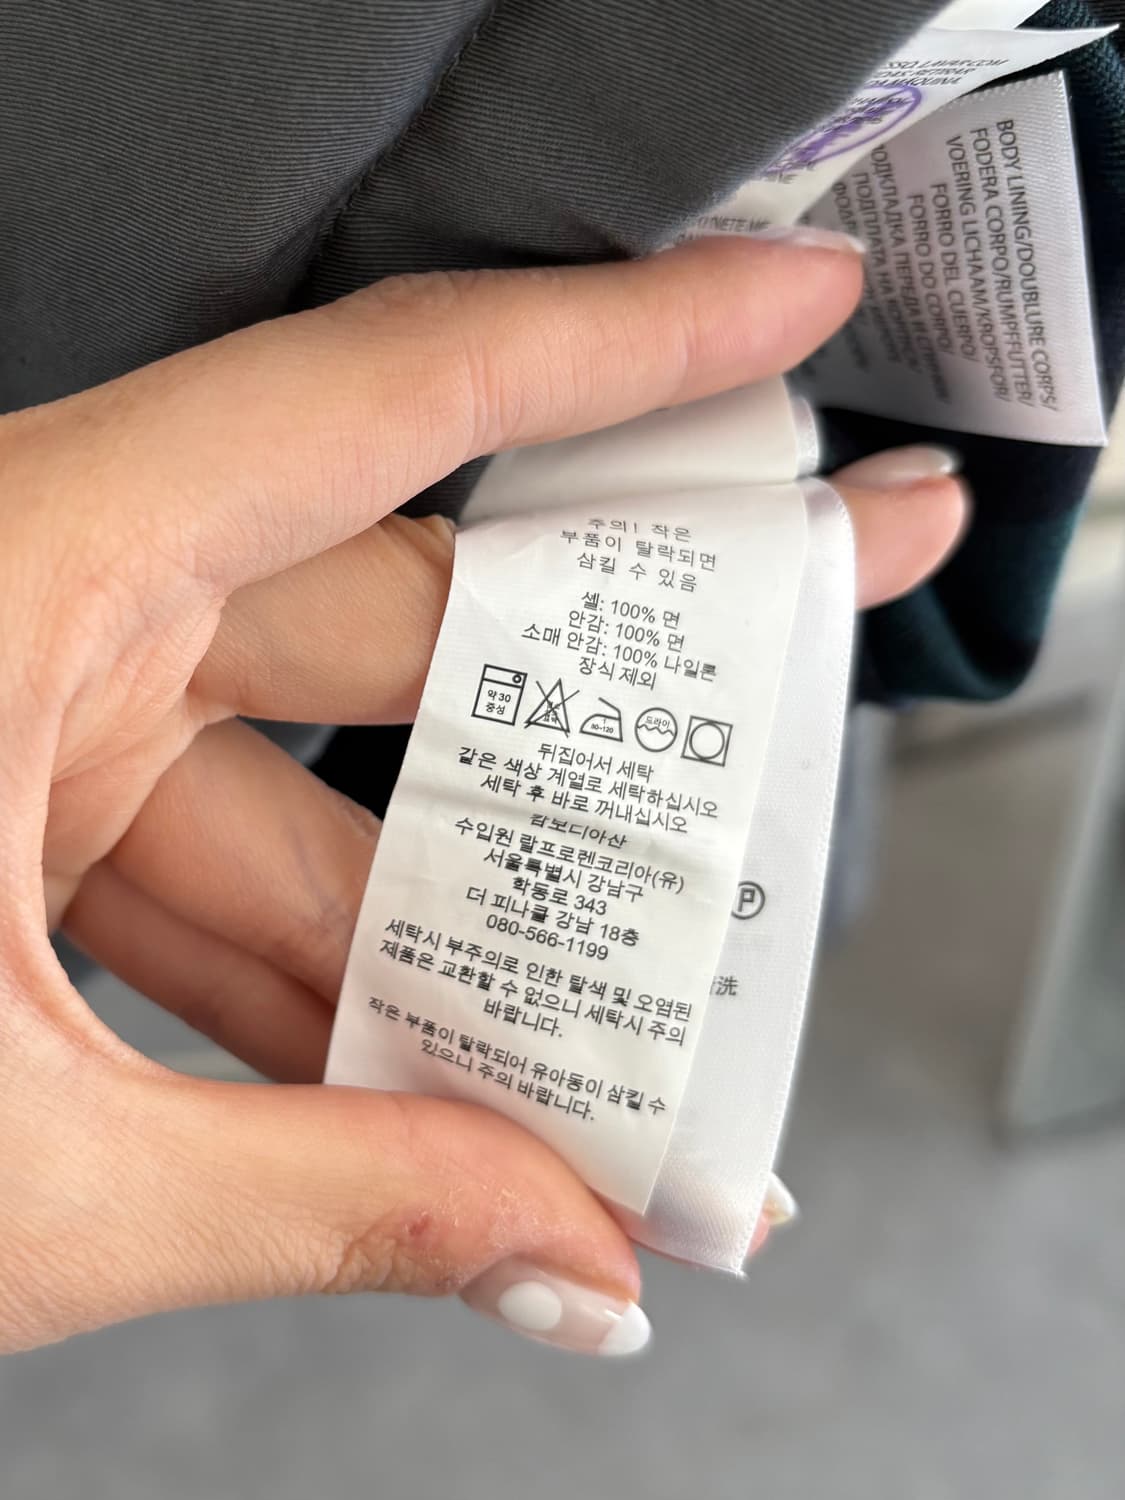 BODY LINING/DOUBLURE CORPS/
FODERA CORPO/RUMPFFUTTER/
VOERING LICHAAM/KROPSFOR/
FORRO DEL CUERPO/
FORRO DO CORPO/
ПОДКЛАДКА ПЕРЕДА И СПИНКИ/
주의! 작은
부품이 탈락되면
삼킬 수 있음
셸: 100% 면
안감: 100% 면
소매 안감: 100% 나일론
장식 제외
약 30
중성
80-120
드라이
뒤집어서 세탁
같은 색상 계열로 세탁하십시오
세탁 후 바로 꺼내십시오
캄보디아산
수입원 랄프로렌코리아(유)
서울특별시 강남구
학동로 343
더 피나클 강남 18층
080-566-1199
세탁시 부주의로 인한 탈색 및 오염된
제품은 교환할 수 없으니 세탁시 주의
바랍니다.
작은 부품이 탈락되어 유아동이 삼킬 수
있으니 주의 바랍니다.
P
洗